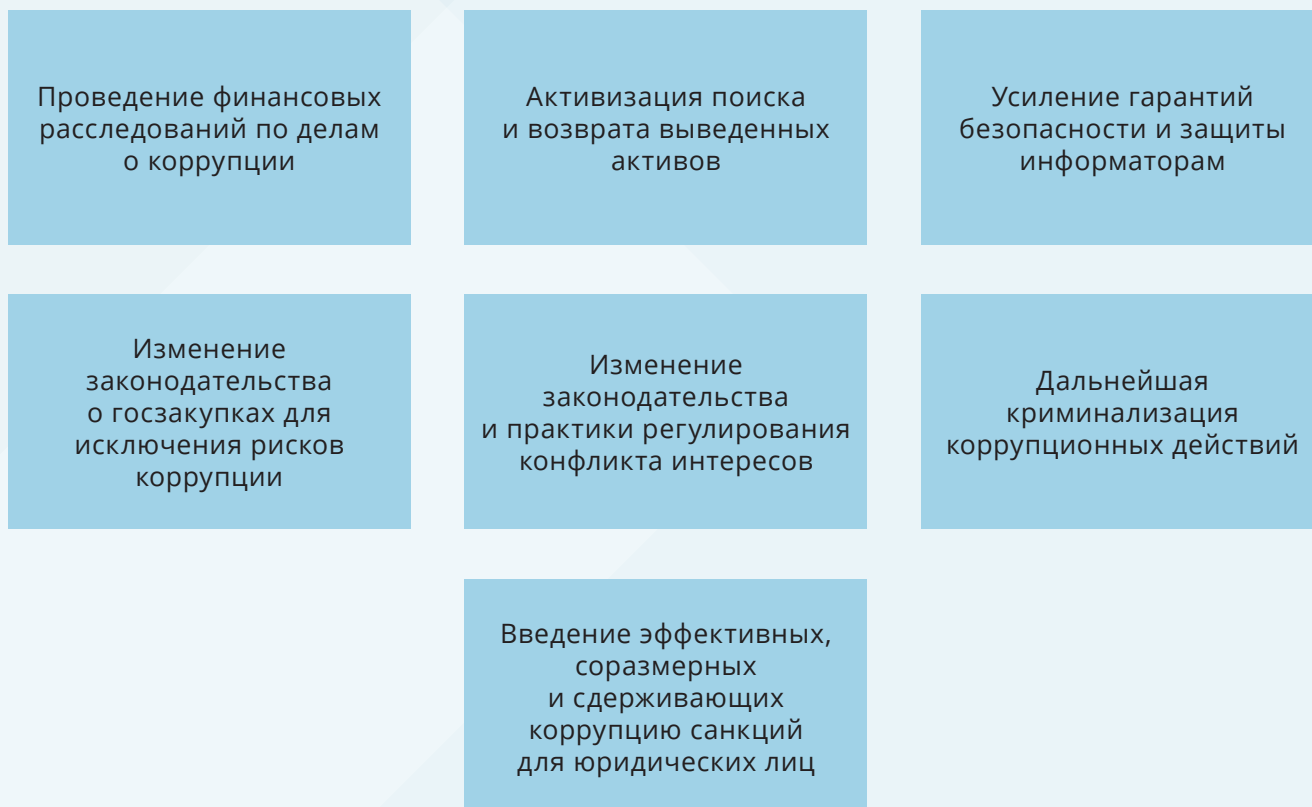 Проведение финансовых
расследований по делам
о коррупции
Активизация поиска
и возврата выведенных
активов
Усиление гарантий
безопасности и защиты
информаторам
Изменение
законодательства
о госзакупках для
исключения рисков
коррупции
Изменение
законодательства
и практики регулирования
конфликта интересов
Дальнейшая
криминализация
коррупционных действий
Введение эффективных,
соразмерных
и сдерживающих
коррупцию санкций
для юридических лиц